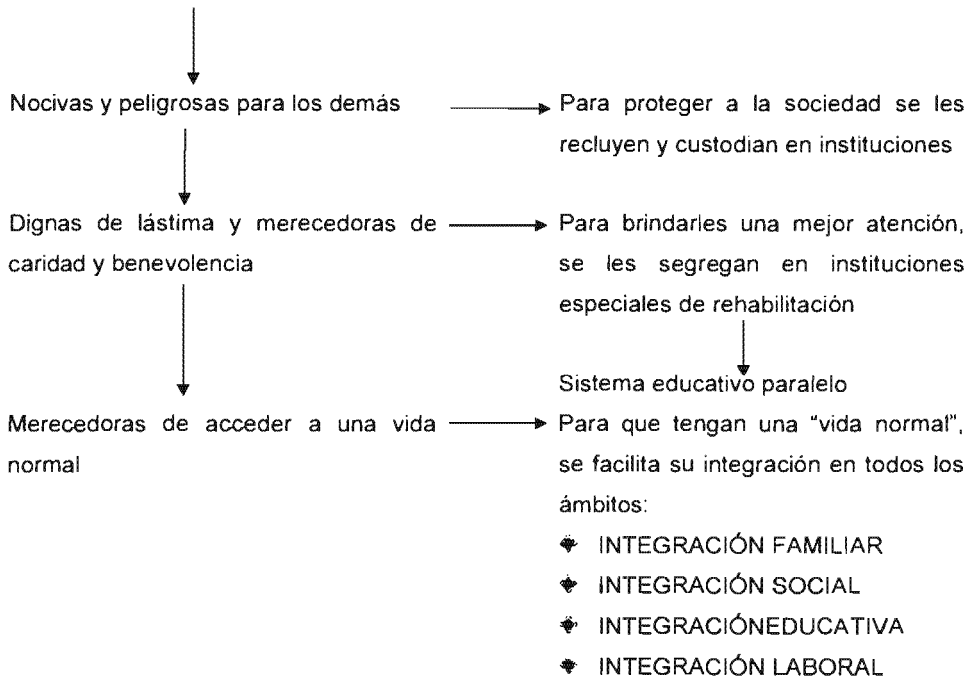 Nocivas y peligrosas para los demás
Para proteger a la sociedad se les
recluyen y custodian en instituciones
Dignas de lástima y merecedoras de
caridad y benevolencia
Para brindarles una mejor atención,
se les segregan en instituciones
especiales de rehabilitación
Sistema educativo paralelo
Merecedoras de acceder a una vida
normal
Para que tengan una "vida normal",
se facilita su integración en todos los
ámbitos:
INTEGRACIÓN FAMILIAR
INTEGRACIÓN SOCIAL
INTEGRACIÓNEDUCATIVA
INTEGRACIÓN LABORAL